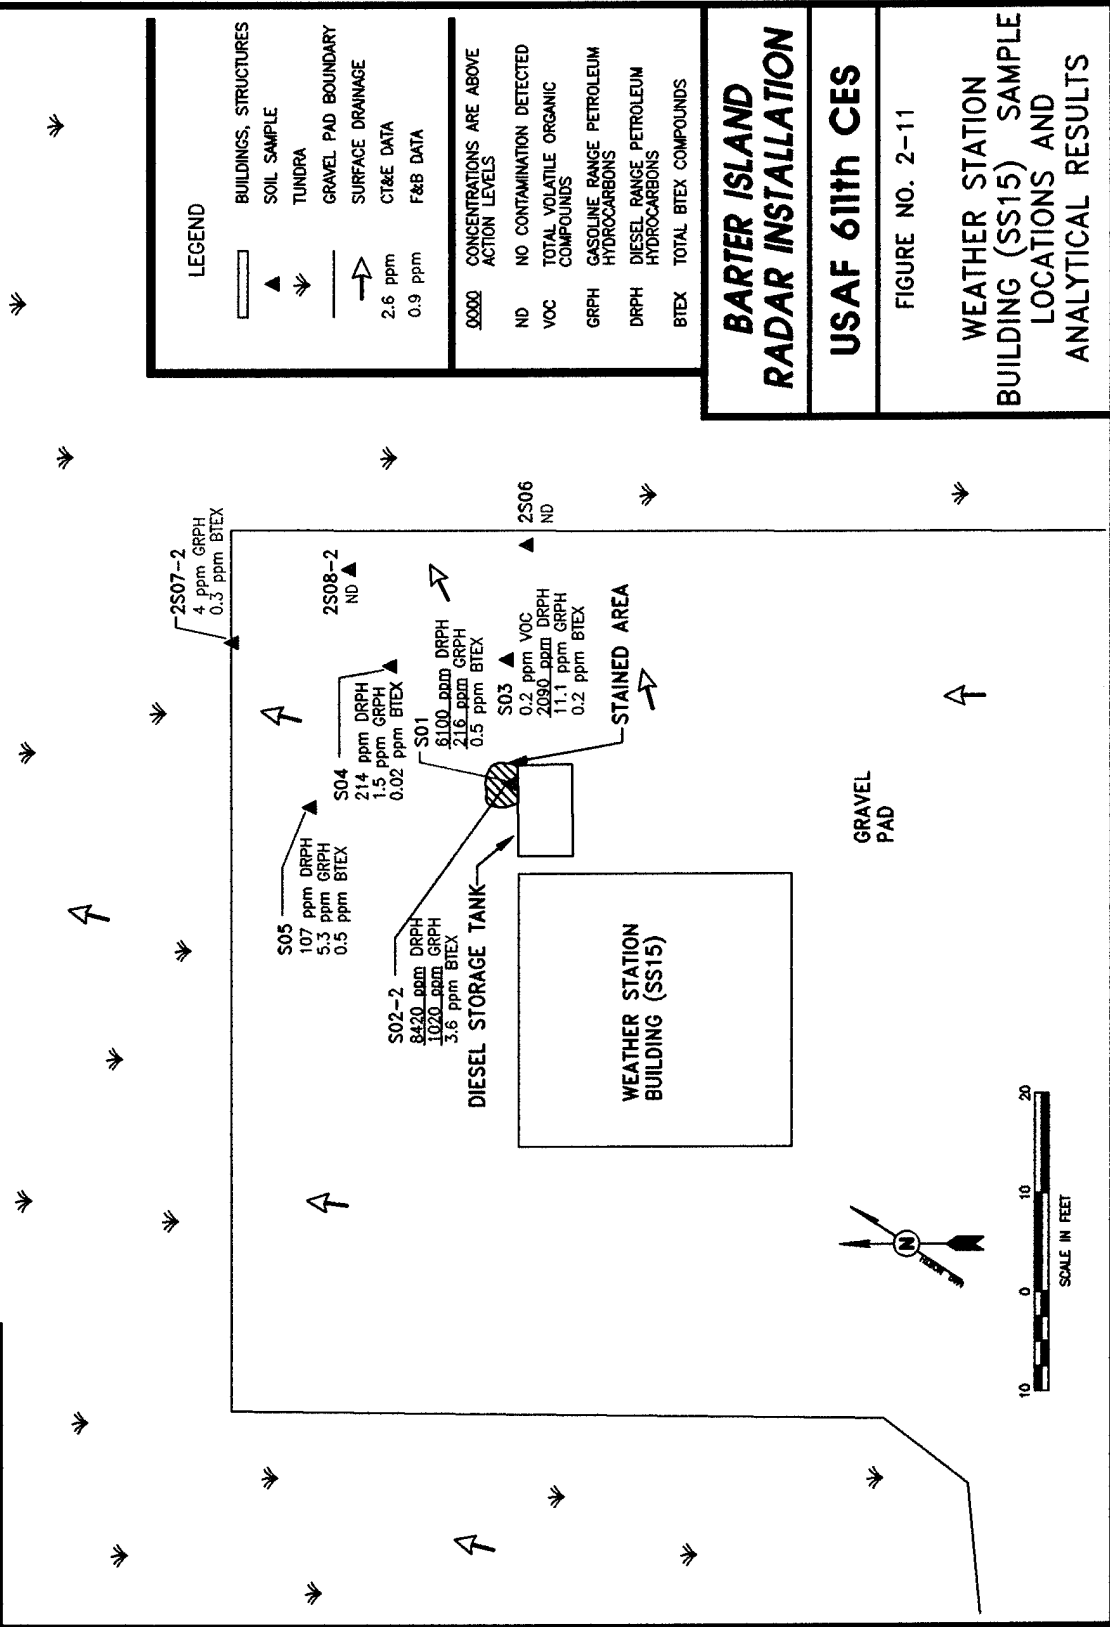 2S07-2
4 ppm GRPH
0.3 ppm BTEX
2S08-2
ND
2S06
ND
S04
214 ppm DRPH
1.5 ppm GRPH
0.02 ppm BTEX
S05
107 ppm DRPH
5.3 ppm GRPH
0.5 ppm BTEX
S01
6100 ppm DRPH
216 ppm GRPH
0.5 ppm BTEX
S03
0.2 ppm VOC
2090 ppm DRPH
11.1 ppm GRPH
0.2 ppm BTEX
STAINED AREA
S02-2
8420 ppm DRPH
1020 ppm GRPH
3.6 ppm BTEX
DIESEL STORAGE TANK
WEATHER STATION
BUILDING (SS15)
GRAVEL
PAD
N
10 0 10 20
SCALE IN FEET
LEGEND
BUILDINGS, STRUCTURES
SOIL SAMPLE
TUNDRA
GRAVEL PAD BOUNDARY
SURFACE DRAINAGE
2.6 ppm CT&E DATA
0.9 ppm F&B DATA
0000 CONCENTRATIONS ARE ABOVE
ACTION LEVELS
ND NO CONTAMINATION DETECTED
VOC TOTAL VOLATILE ORGANIC
COMPOUNDS
GRPH GASOLINE RANGE PETROLEUM
HYDROCARBONS
DRPH DIESEL RANGE PETROLEUM
HYDROCARBONS
BTEX TOTAL BTEX COMPOUNDS
BARTER ISLAND
RADAR INSTALLATION
USAF 611th CES
FIGURE NO. 2-11
WEATHER STATION
BUILDING (SS15) SAMPLE
LOCATIONS AND
ANALYTICAL RESULTS